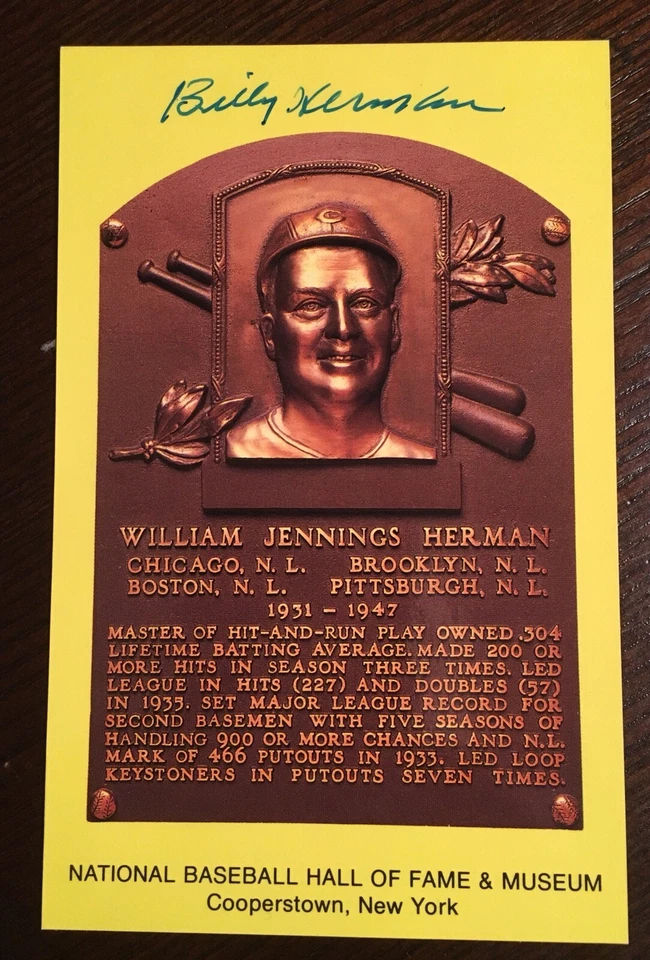 Billy Herman
C
WILLIAM JENNINGS HERMAN
CHICAGO, N. L. BROOKLYN, N. L.
BOSTON, N. L. PITTSBURGH, N. L.
1931 – 1947
MASTER OF HIT-AND-RUN PLAY OWNED .304
LIFETIME BATTING AVERAGE. MADE 200 OR
MORE HITS IN SEASON THREE TIMES. LED
LEAGUE IN HITS (227) AND DOUBLES (57)
IN 1935. SET MAJOR LEAGUE RECORD FOR
SECOND BASEMEN WITH FIVE SEASONS OF
HANDLING 900 OR MORE CHANCES AND N.L.
MARK OF 466 PUTOUTS IN 1933. LED LOOP
KEYSTONERS IN PUTOUTS SEVEN TIMES.
NATIONAL BASEBALL HALL OF FAME & MUSEUM
Cooperstown, New York